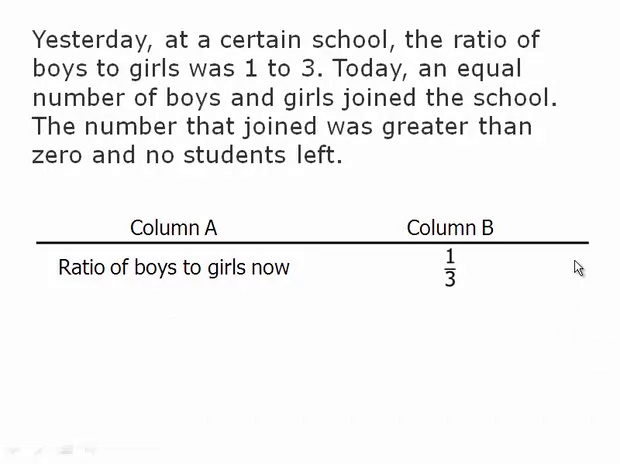 Yesterday, at a certain school, the ratio of
boys to girls was 1 to 3. Today, an equal
number of boys and girls joined the school.
The number that joined was greater than
zero and no students left.
Column A Column B
Ratio of boys to girls now 1/3